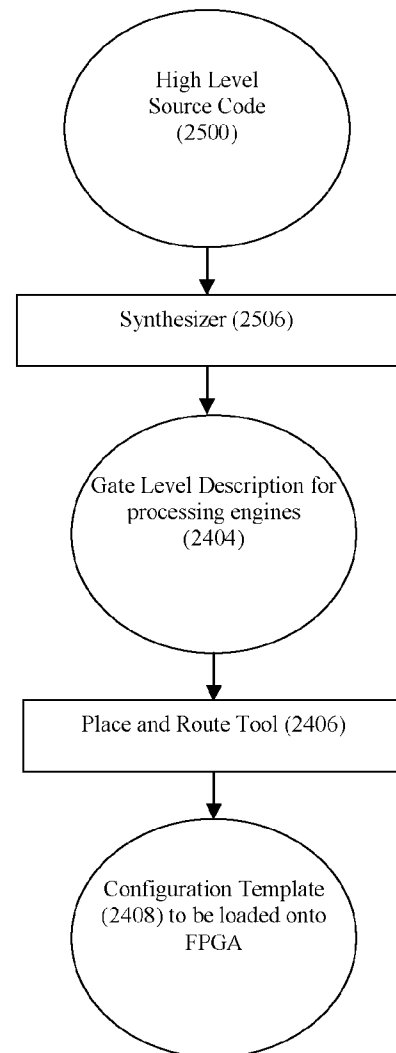 High Level
Source Code
(2500)
Synthesizer (2506)
Gate Level Description for
processing engines
(2404)
Place and Route Tool (2406)
Configuration Template
(2408) to be loaded onto
FPGA